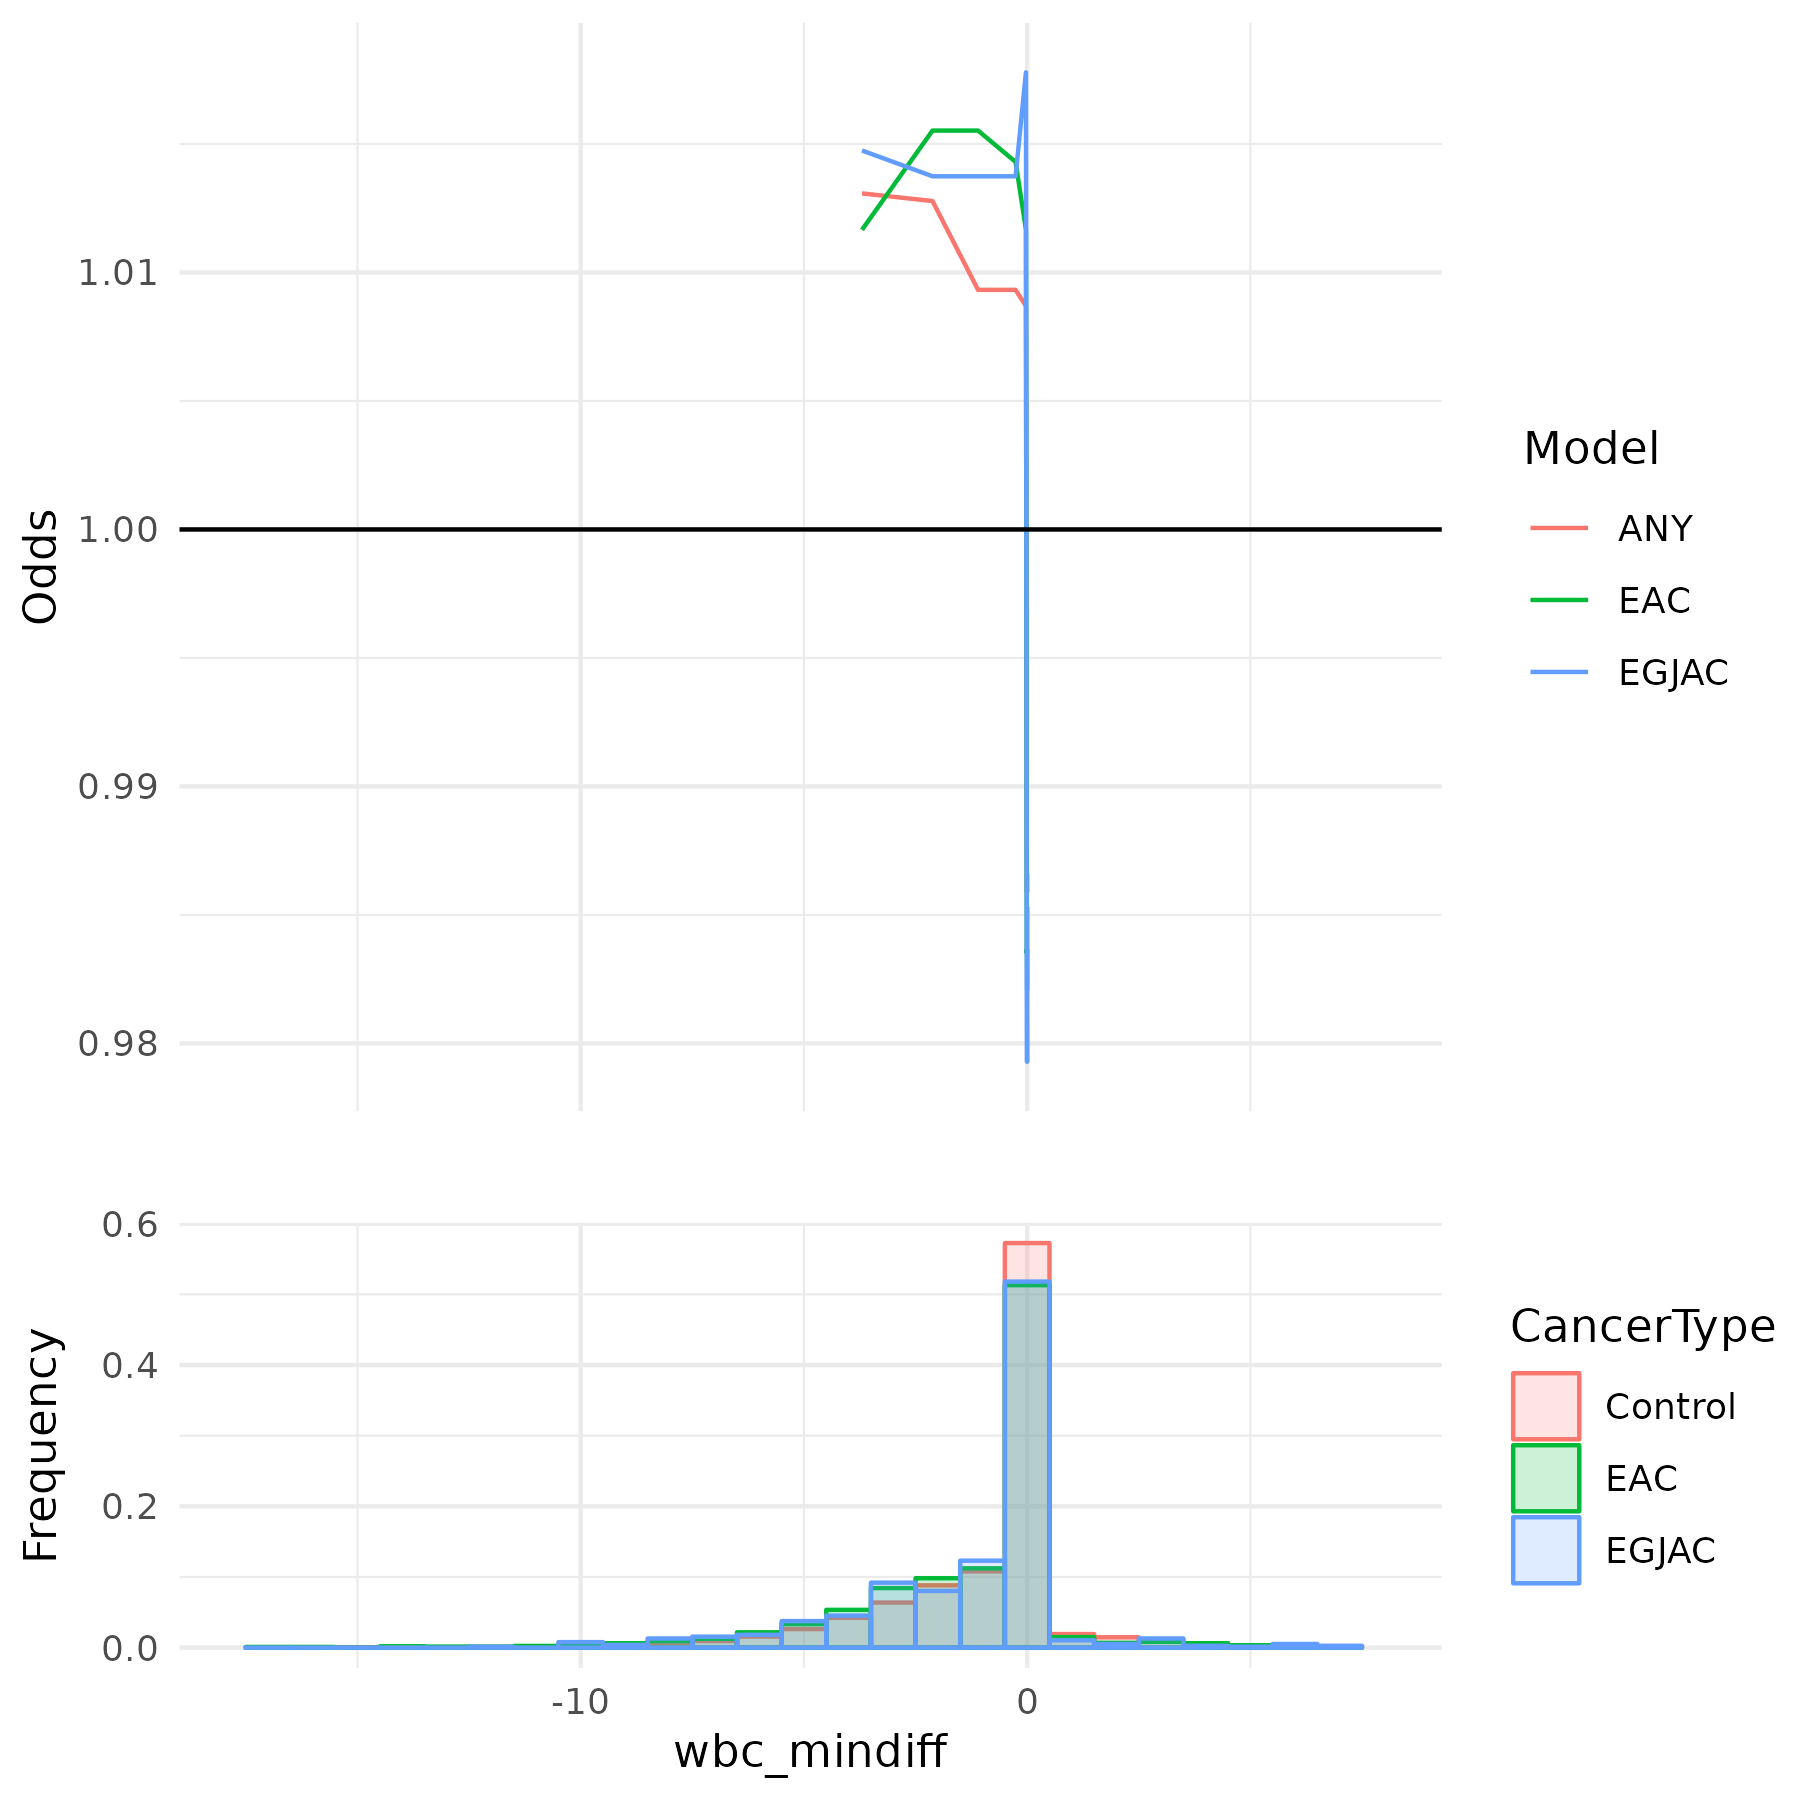 Odds
1.01
1.00
0.99
0.98
Model
ANY
EAC
EGJAC
Frequency
0.6
0.4
0.2
0.0
-10
0
wbc_mindiff
CancerType
Control
EAC
EGJAC